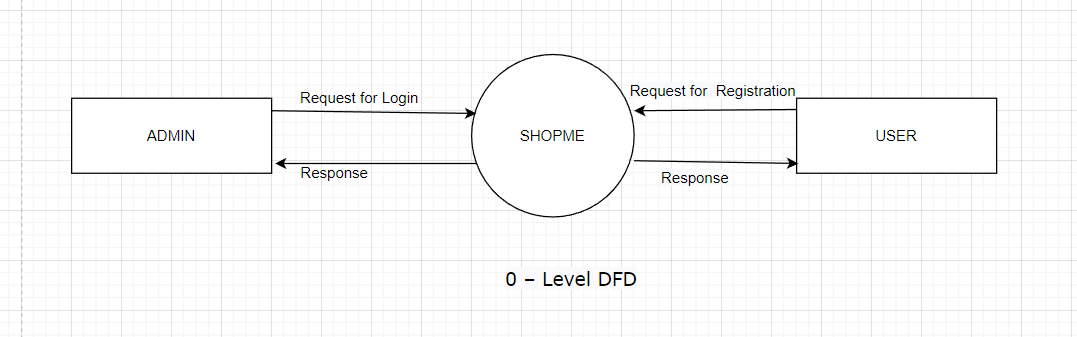 Request for Login
Request for  Registration
ADMIN
SHOPME
USER
Response
Response
0 – Level DFD